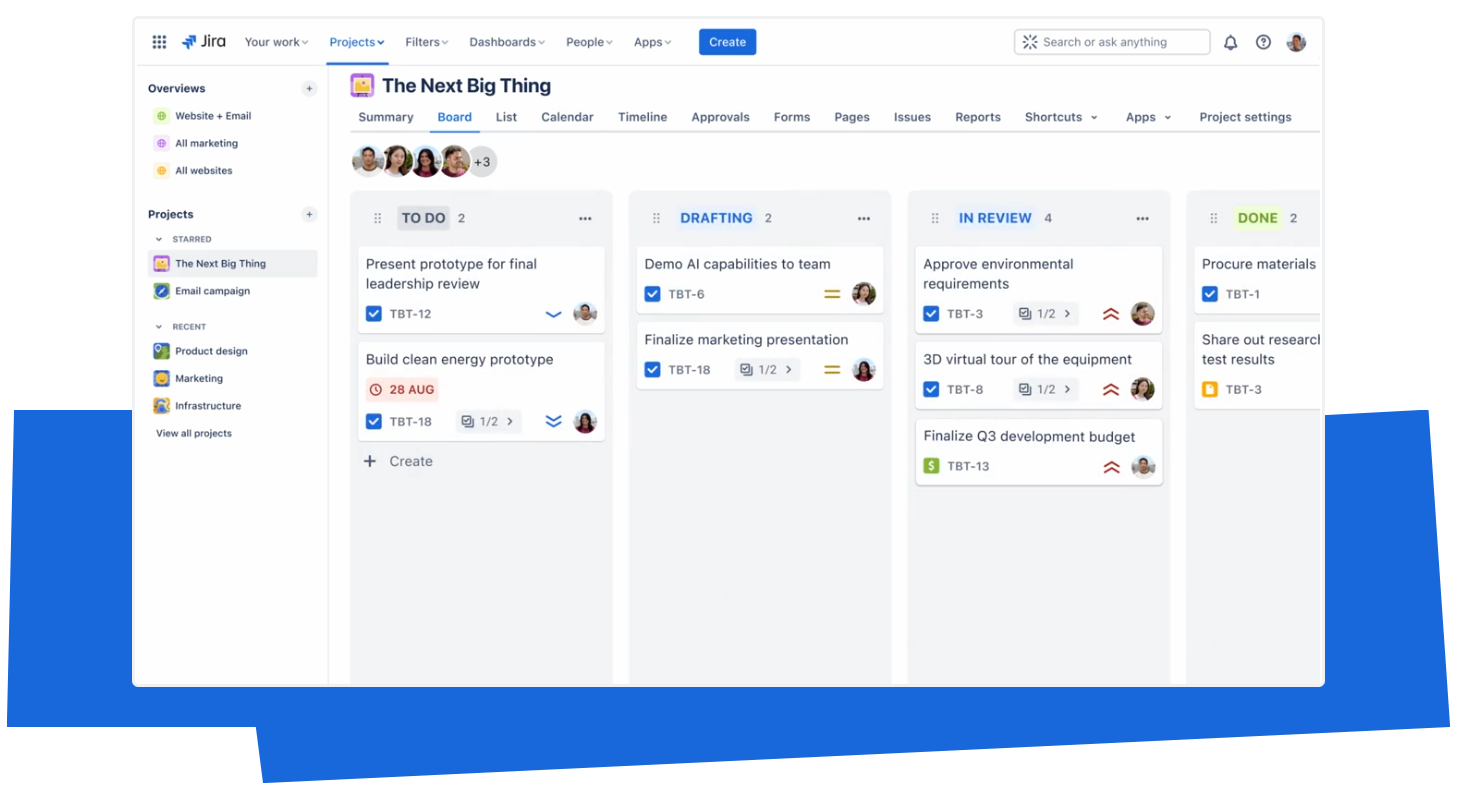 Jira Your work Projects Filters Dashboards People Apps Create Search or ask anything
Overviews
Website + Email
All marketing
All websites
Projects
STARRED
The Next Big Thing
Email campaign
RECENT
Product design
Marketing
Infrastructure
View all projects
The Next Big Thing
Summary Board List Calendar Timeline Approvals Forms Pages Issues Reports Shortcuts Apps Project settings
+3
TO DO 2
Present prototype for final
leadership review
TBT-12
Build clean energy prototype
28 AUG
TBT-18 1/2
+ Create
DRAFTING 2
Demo AI capabilities to team
TBT-6
Finalize marketing presentation
TBT-18 1/2
IN REVIEW 4
Approve environmental
requirements
TBT-3 1/2
3D virtual tour of the equipment
TBT-8 1/2
Finalize Q3 development budget
$ TBT-13
DONE 2
Procure materials
TBT-1
Share out research
test results
TBT-3